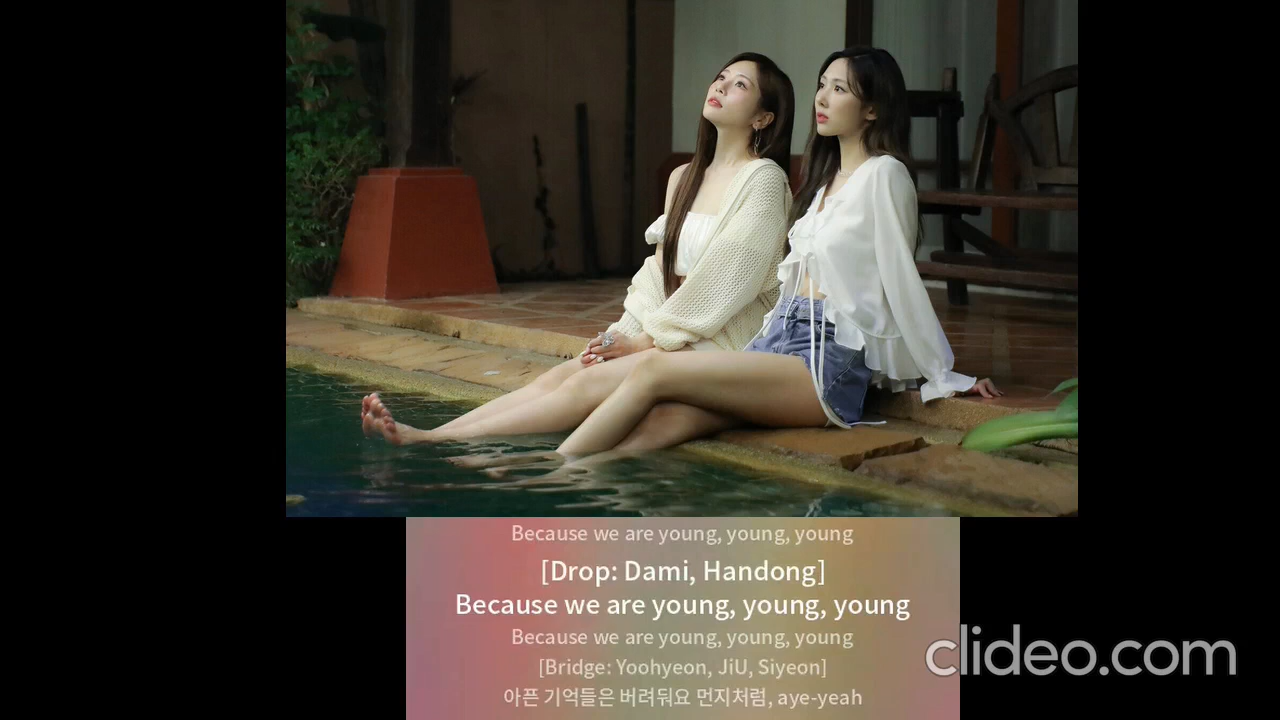 Because we are young, young, young
[Drop: Dami, Handong]
Because we are young, young, young
Because we are young, young, young
[Bridge: Yoohyeon, JiU, Siyeon]
아픈 기억들은 버려둬요 먼지처럼, aye-yeah
clideo.com